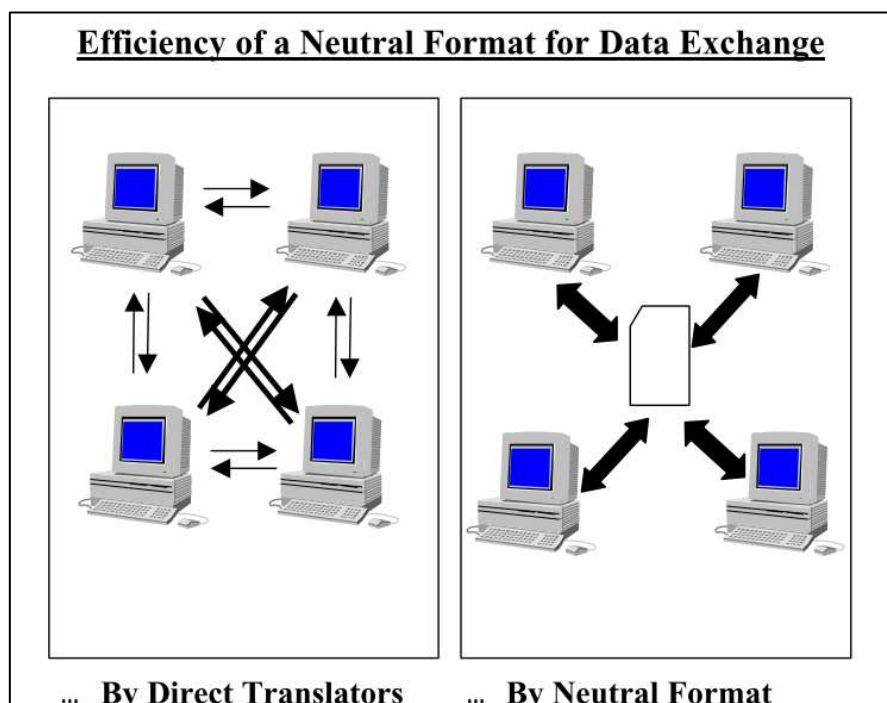 Efficiency of a Neutral Format for Data Exchange
... By Direct Translators
... By Neutral Format